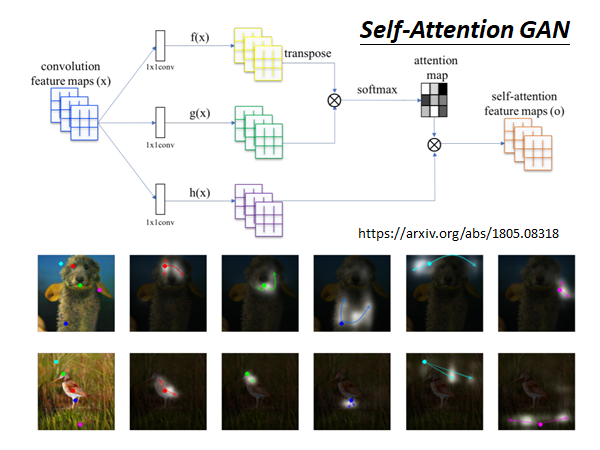 Self-Attention GAN
convolution
feature maps (x)
f(x)
1x1conv
transpose
g(x)
1x1conv
softmax
attention
map
self-attention
feature maps (o)
h(x)
1x1conv
https://arxiv.org/abs/1805.08318